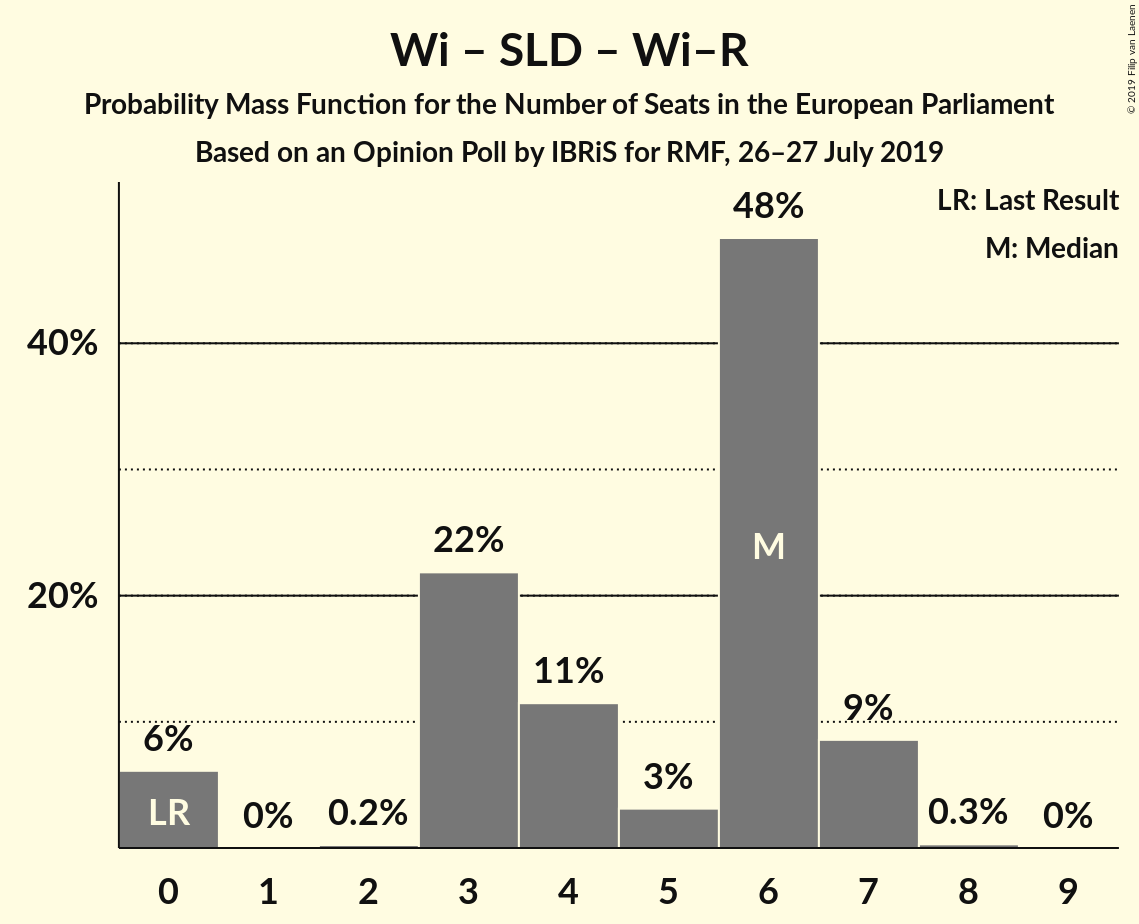 Wi – SLD – Wi–R
Probability Mass Function for the Number of Seats in the European Parliament
Based on an Opinion Poll by IBRiS for RMF, 26–27 July 2019
© 2019 Filip van Laenen
LR: Last Result
M: Median
40%
20%
6%
0%
0.2%
22%
11%
3%
48%
9%
0.3%
0%
LR
M
0 1 2 3 4 5 6 7 8 9